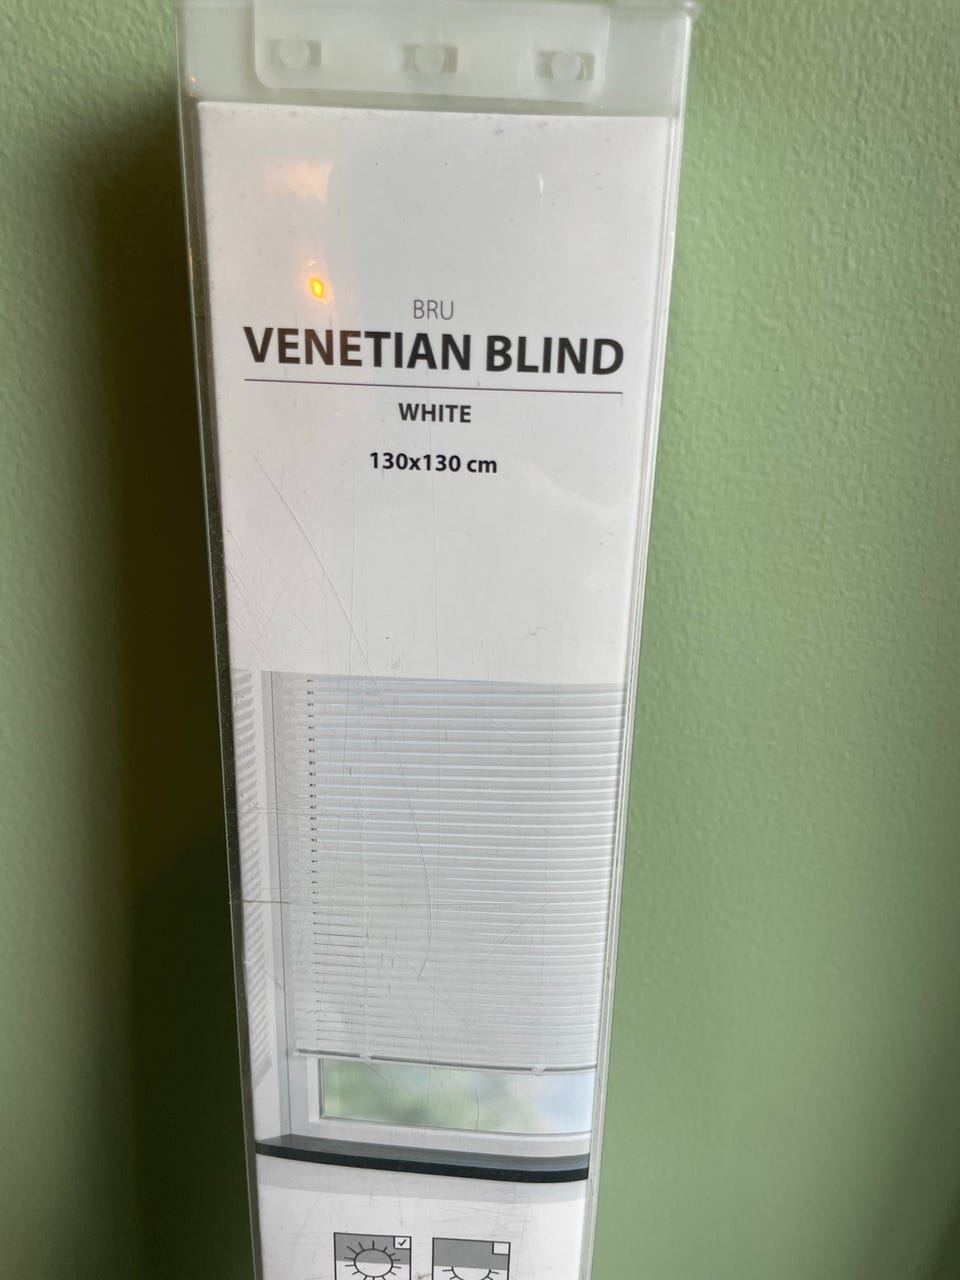 BRU
VENETIAN BLIND
WHITE
130x130 cm